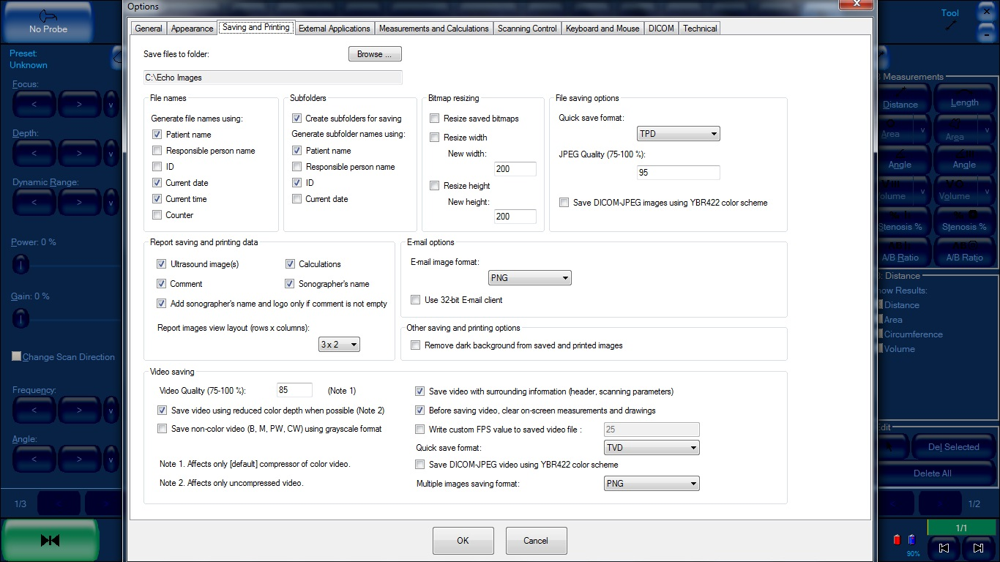 Options
No Probe
Tool
General Appearance Saving and Printing External Applications Measurements and Calculations Scanning Control Keyboard and Mouse DICOM Technical
Preset:
Unknown
Focus:
< > v
Depth:
< > v
Dynamic Range:
< > v
Power: 0 %
Gain: 0 %
Change Scan Direction
Frequency:
< > v
Angle:
< > v
1/3
Save files to folder:
Browse ...
C:\Echo Images
File names
Generate file names using:
Patient name
Responsible person name
ID
Current date
Current time
Counter
Subfolders
Create subfolders for saving
Generate subfolder names using:
Patient name
Responsible person name
ID
Current date
Bitmap resizing
Resize saved bitmaps
Resize width
New width:
200
Resize height
New height:
200
File saving options
Quick save format:
TPD
JPEG Quality (75-100 %):
95
Save DICOM-JPEG images using YBR422 color scheme
Report saving and printing data
Ultrasound image(s)
Calculations
Comment
Sonographer's name
Add sonographer's name and logo only if comment is not empty
Report images view layout (rows x columns):
3 x 2
E-mail options
E-mail image format:
PNG
Use 32-bit E-mail client
Other saving and printing options
Remove dark background from saved and printed images
Video saving
Video Quality (75-100 %):
85
(Note 1)
Save video using reduced color depth when possible (Note 2)
Save non-color video (B, M, PW, CW) using grayscale format
Note 1. Affects only [default] compressor of color video.
Note 2. Affects only uncompressed video.
Save video with surrounding information (header, scanning parameters)
Before saving video, clear on-screen measurements and drawings
Write custom FPS value to saved video file :
25
Quick save format:
TVD
Save DICOM-JPEG video using YBR422 color scheme
Multiple images saving format:
PNG
OK
Cancel
Measurements
Distance
Length
Area
Area
Angle
Angle
olume
Volume
Stenosis %
Stenosis %
A/B Ratio
A/B Ratio
: Distance
ow Results:
Distance
Area
Circumference
Volume
Edit
Del Selected
Delete All
1/2
1/1
90%